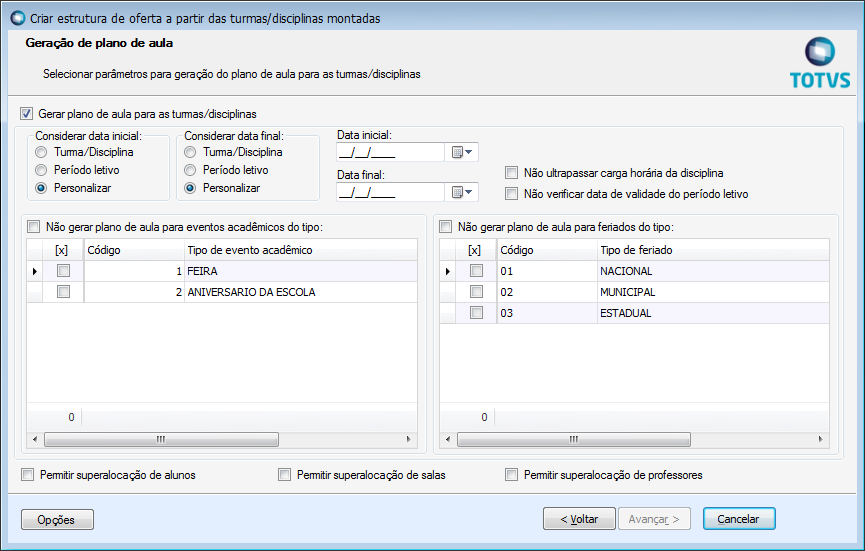 Criar estrutura de oferta a partir das turmas/disciplinas montadas
Geração de plano de aula
Selecionar parâmetros para geração do plano de aula para as turmas/disciplinas
TOTVS
Gerar plano de aula para as turmas/disciplinas
Considerar data inicial: Considerar data final: Data inicial:
Turma/Disciplina Turma/Disciplina __/__/____
Período letivo Período letivo Data final: Não ultrapassar carga horária da disciplina
Personalizar Personalizar __/__/____ Não verificar data de validade do período letivo
Não gerar plano de aula para eventos acadêmicos do tipo: Não gerar plano de aula para feriados do tipo:
[x] Código Tipo de evento acadêmico [x] Código Tipo de feriado
1 FEIRA 01 NACIONAL
2 ANIVERSARIO DA ESCOLA 02 MUNICIPAL
03 ESTADUAL
0 0
Permitir superalocação de alunos Permitir superalocação de salas Permitir superalocação de professores
Opções < Voltar Avançar > Cancelar